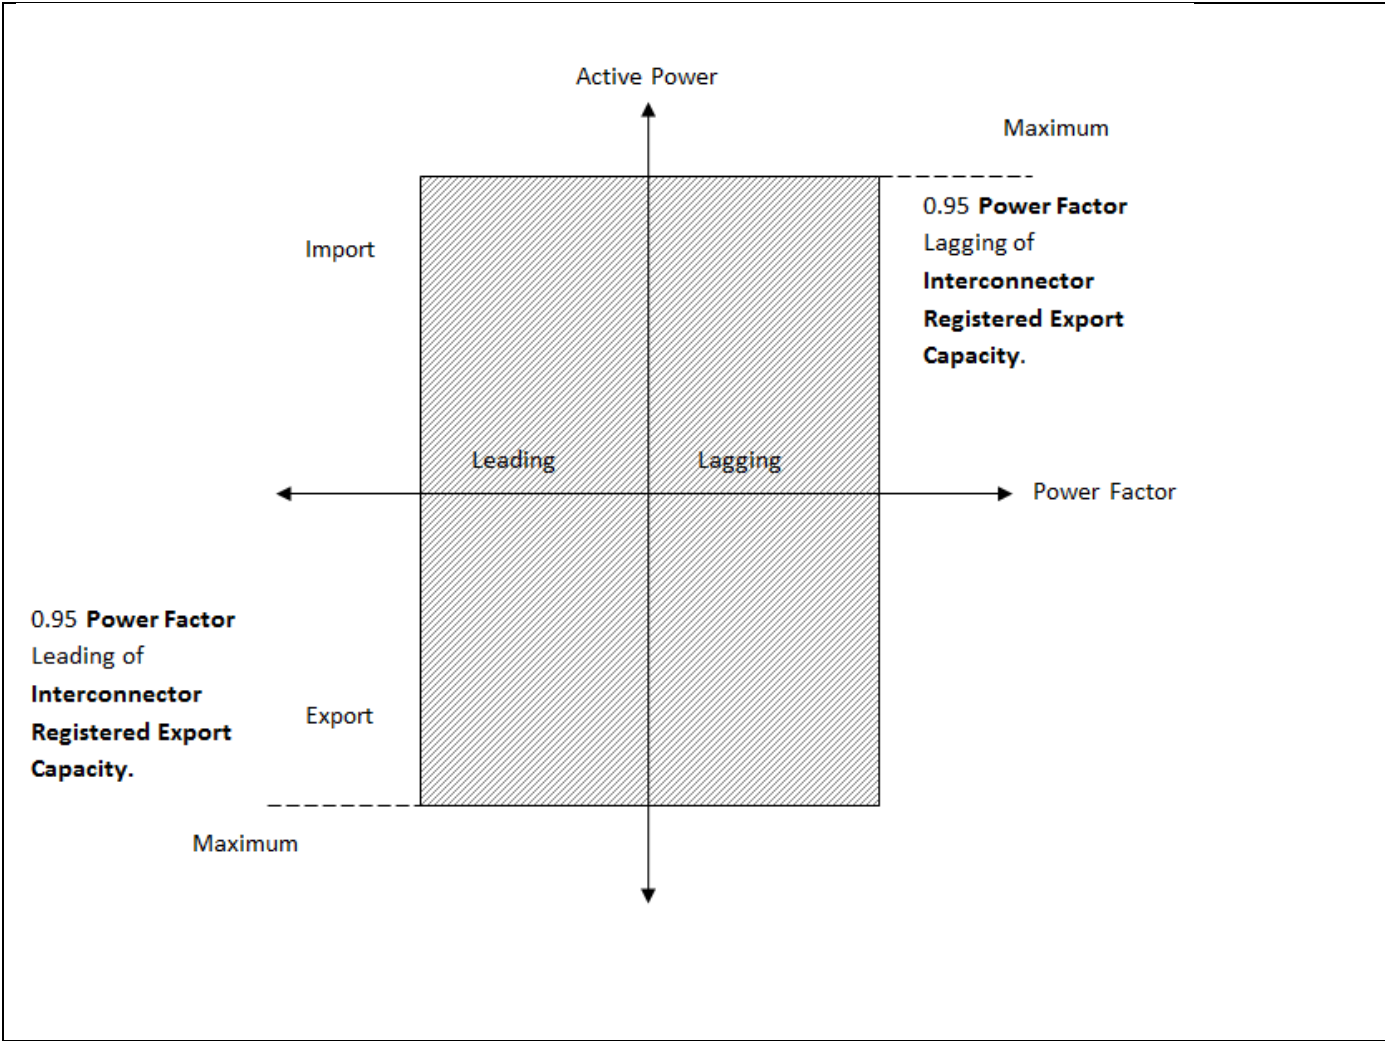 Active Power
Maximum
0.95 Power Factor
Lagging of
Interconnector
Registered Export
Capacity.
Import
Leading
Lagging
Power Factor
0.95 Power Factor
Leading of
Interconnector
Registered Export
Capacity.
Export
Maximum